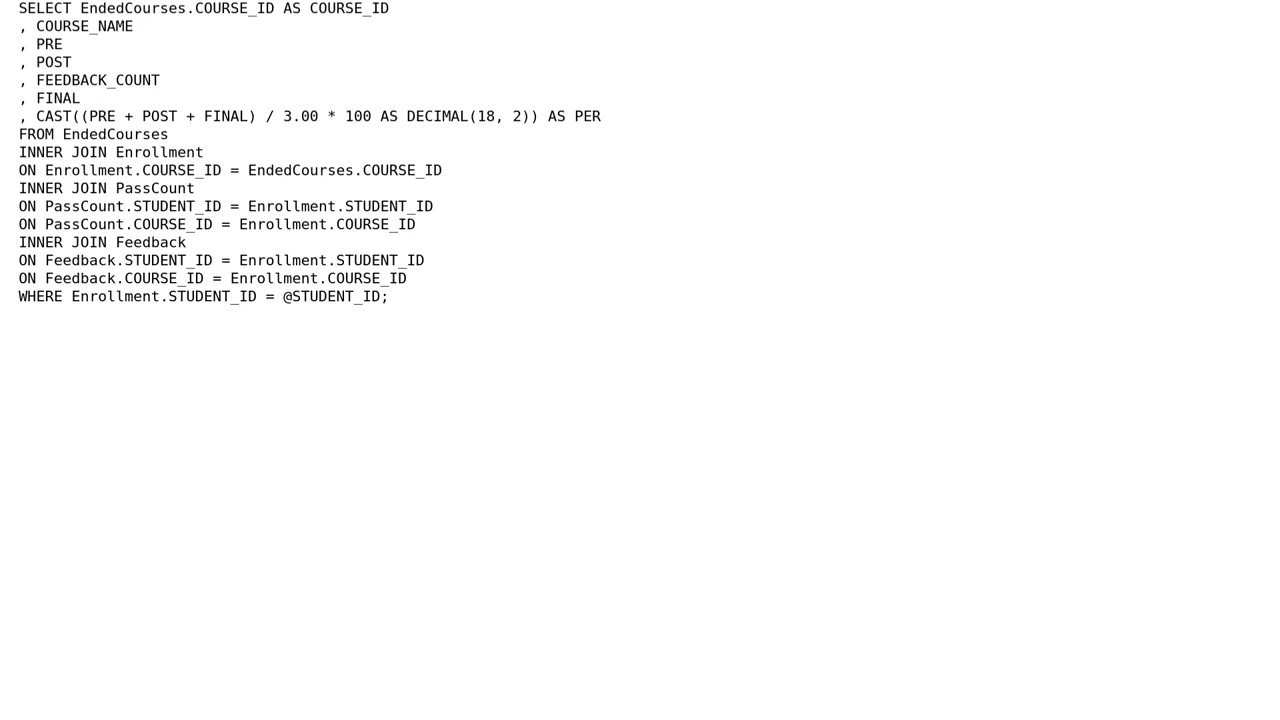 SELECT EndedCourses.COURSE_ID AS COURSE_ID
, COURSE_NAME
, PRE
, POST
, FEEDBACK_COUNT
, FINAL
, CAST((PRE + POST + FINAL) / 3.00 * 100 AS DECIMAL(18, 2)) AS PER
FROM EndedCourses
INNER JOIN Enrollment
ON Enrollment.COURSE_ID = EndedCourses.COURSE_ID
INNER JOIN PassCount
ON PassCount.STUDENT_ID = Enrollment.STUDENT_ID
ON PassCount.COURSE_ID = Enrollment.COURSE_ID
INNER JOIN Feedback
ON Feedback.STUDENT_ID = Enrollment.STUDENT_ID
ON Feedback.COURSE_ID = Enrollment.COURSE_ID
WHERE Enrollment.STUDENT_ID = @STUDENT_ID;